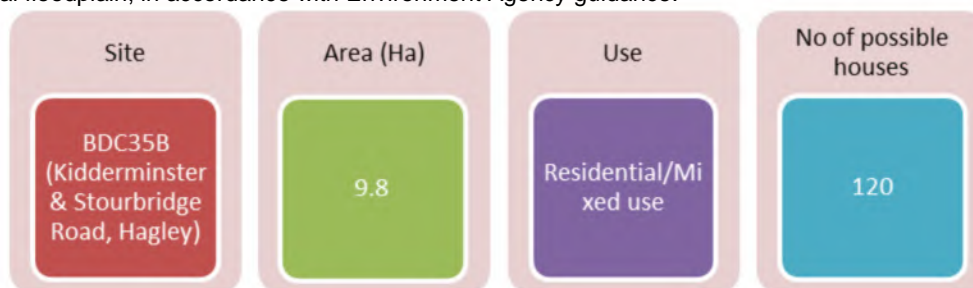 floodplain, in accordance with Environment Agency guidance.
Site
BDC35B
(Kidderminster
& Stourbridge
Road, Hagley)
Area (Ha)
9.8
Use
Residential/Mi
xed use
No of possible
houses
120